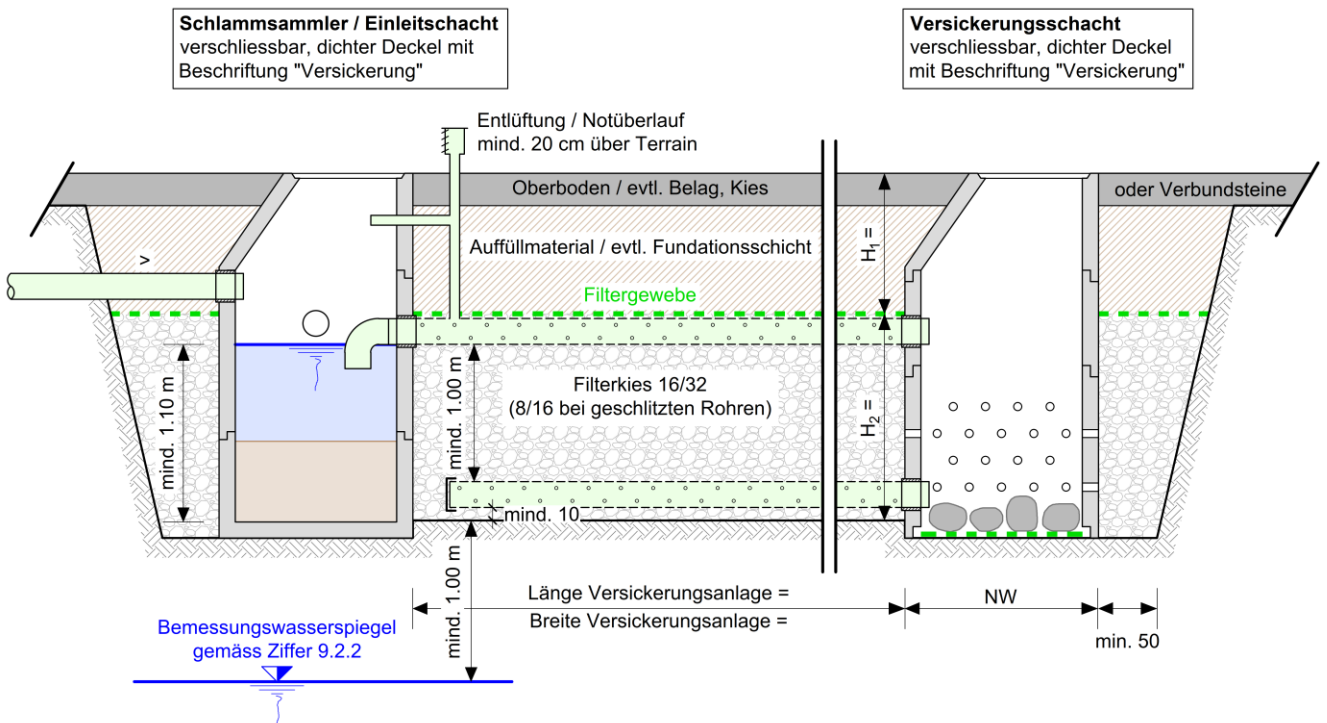 Schlammsammler / Einleitschacht
verschliessbar, dichter Deckel mit
Beschriftung "Versickerung"
Versickerungsschacht
verschliessbar, dichter Deckel
mit Beschriftung "Versickerung"
Entlüftung / Notüberlauf
mind. 20 cm über Terrain
Oberboden / evtl. Belag, Kies
oder Verbundsteine
Auffüllmaterial / evtl. Fundationsschicht
H1 =
v
Filtergewebe
mind. 1.10 m
mind. 1.00 m
Filterkies 16/32
(8/16 bei geschlitzten Rohren)
H2 =
mind. 10
mind. 1.00 m
Länge Versickerungsanlage =
Breite Versickerungsanlage =
NW
min. 50
Bemessungswasserspiegel
gemäss Ziffer 9.2.2